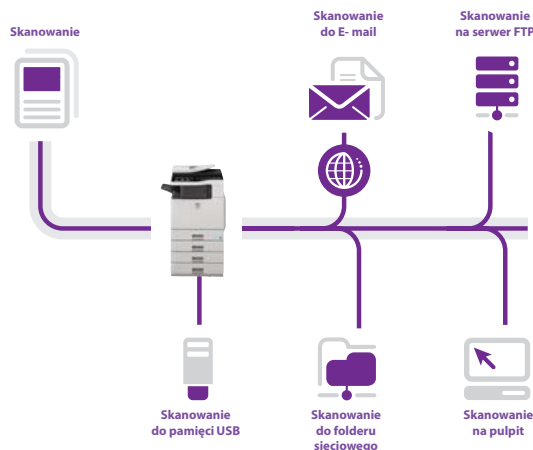 Skanowanie
Skanowanie
do E- mail
Skanowanie
na serwer FTP
Skanowanie
do pamięci USB
Skanowanie
do folderu
sieciowego
Skanowanie
na pulpit